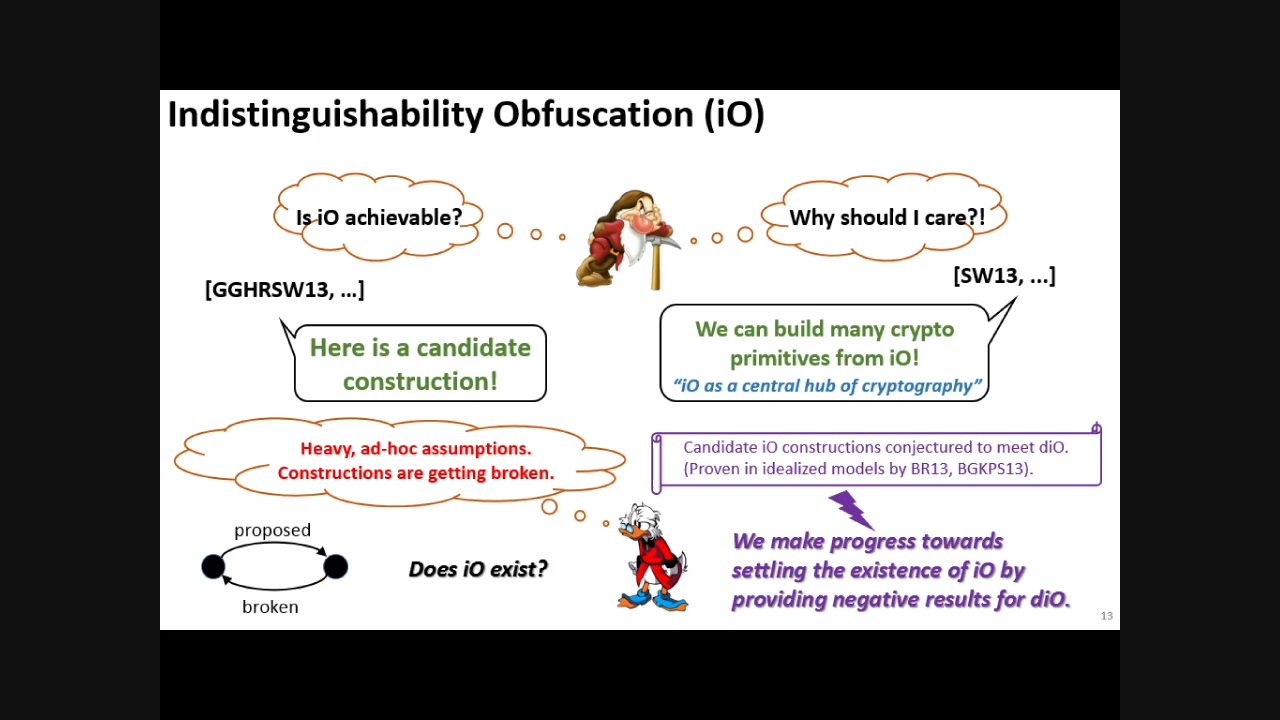 Indistinguishability Obfuscation (iO)
Is iO achievable?
Why should I care?!
[GGHRSW13, ...]
[SW13, ...]
Here is a candidate
construction!
We can build many crypto
primitives from iO!
“iO as a central hub of cryptography”
Heavy, ad-hoc assumptions.
Constructions are getting broken.
Candidate iO constructions conjectured to meet diO.
(Proven in idealized models by BR13, BGKPS13).
proposed
broken
Does iO exist?
We make progress towards
settling the existence of iO by
providing negative results for diO.
13